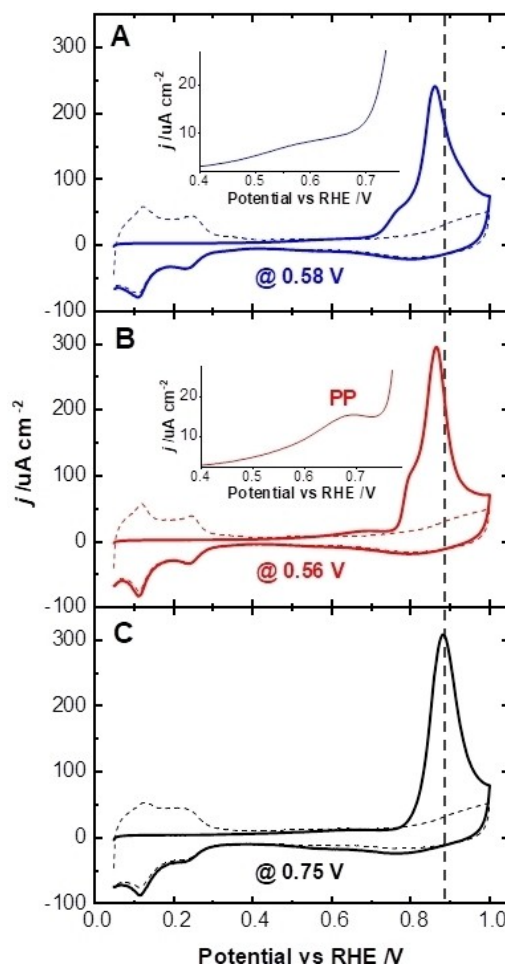 A
300
200
100
0
-100
j /uA cm-2
20
10
0.4 0.5 0.6 0.7
Potential vs RHE /V
@ 0.58 V
B
300
200
100
0
-100
j /uA cm-2
20
10
0.4 0.5 0.6 0.7
Potential vs RHE /V
PP
@ 0.56 V
j /uA cm-2
C
300
200
100
0
-100
@ 0.75 V
0.0 0.2 0.4 0.6 0.8 1.0
Potential vs RHE /V